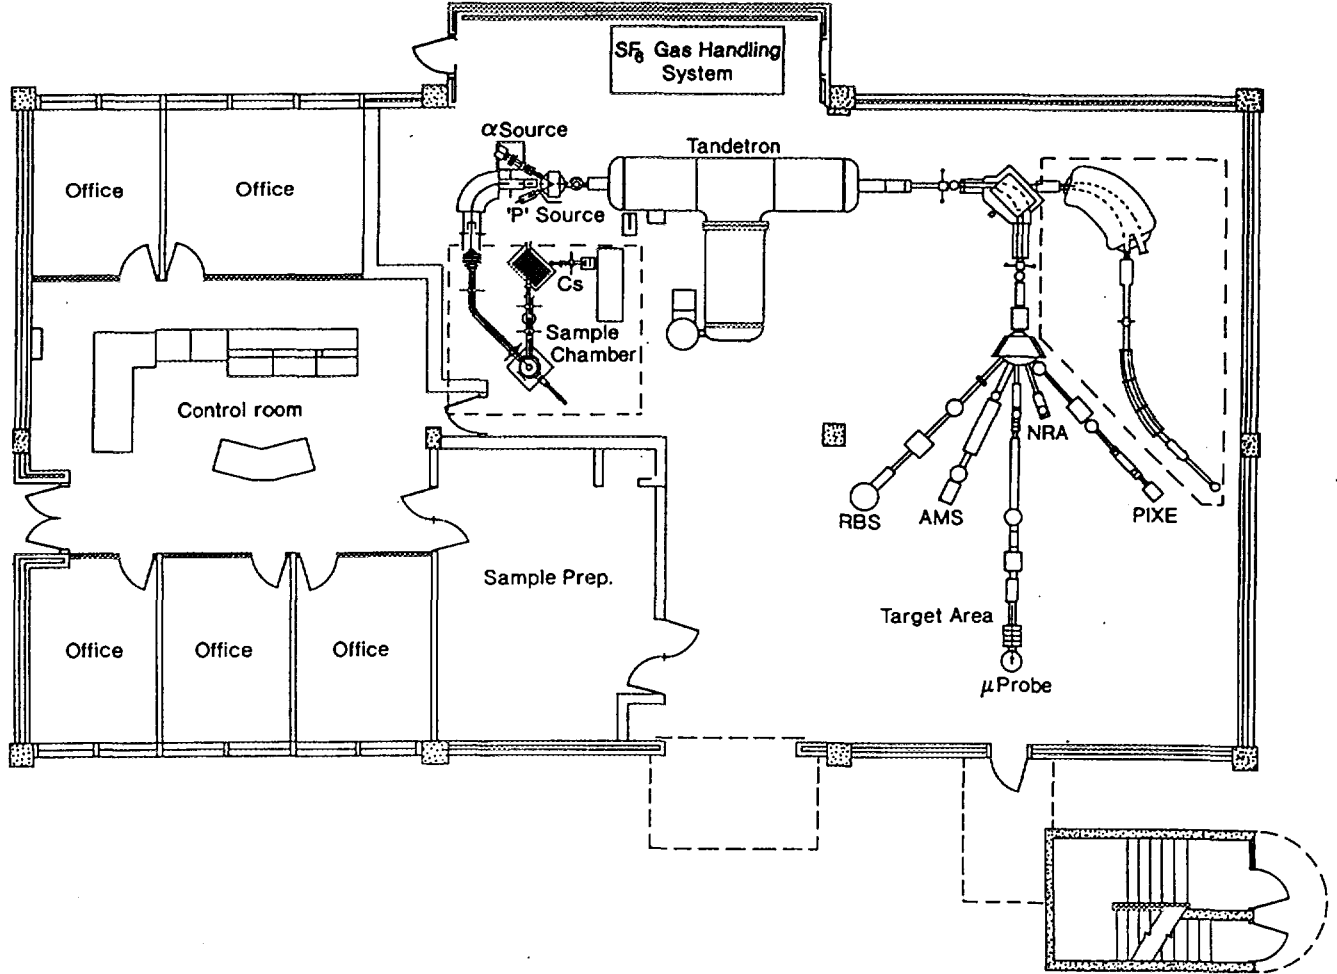 SF6 Gas Handling
System
αSource
Tandetron
Office
Office
'P' Source
Cs
Sample
Chamber
Control room
NRA
RBS
AMS
PIXE
Sample Prep.
Target Area
Office
Office
Office
μProbe